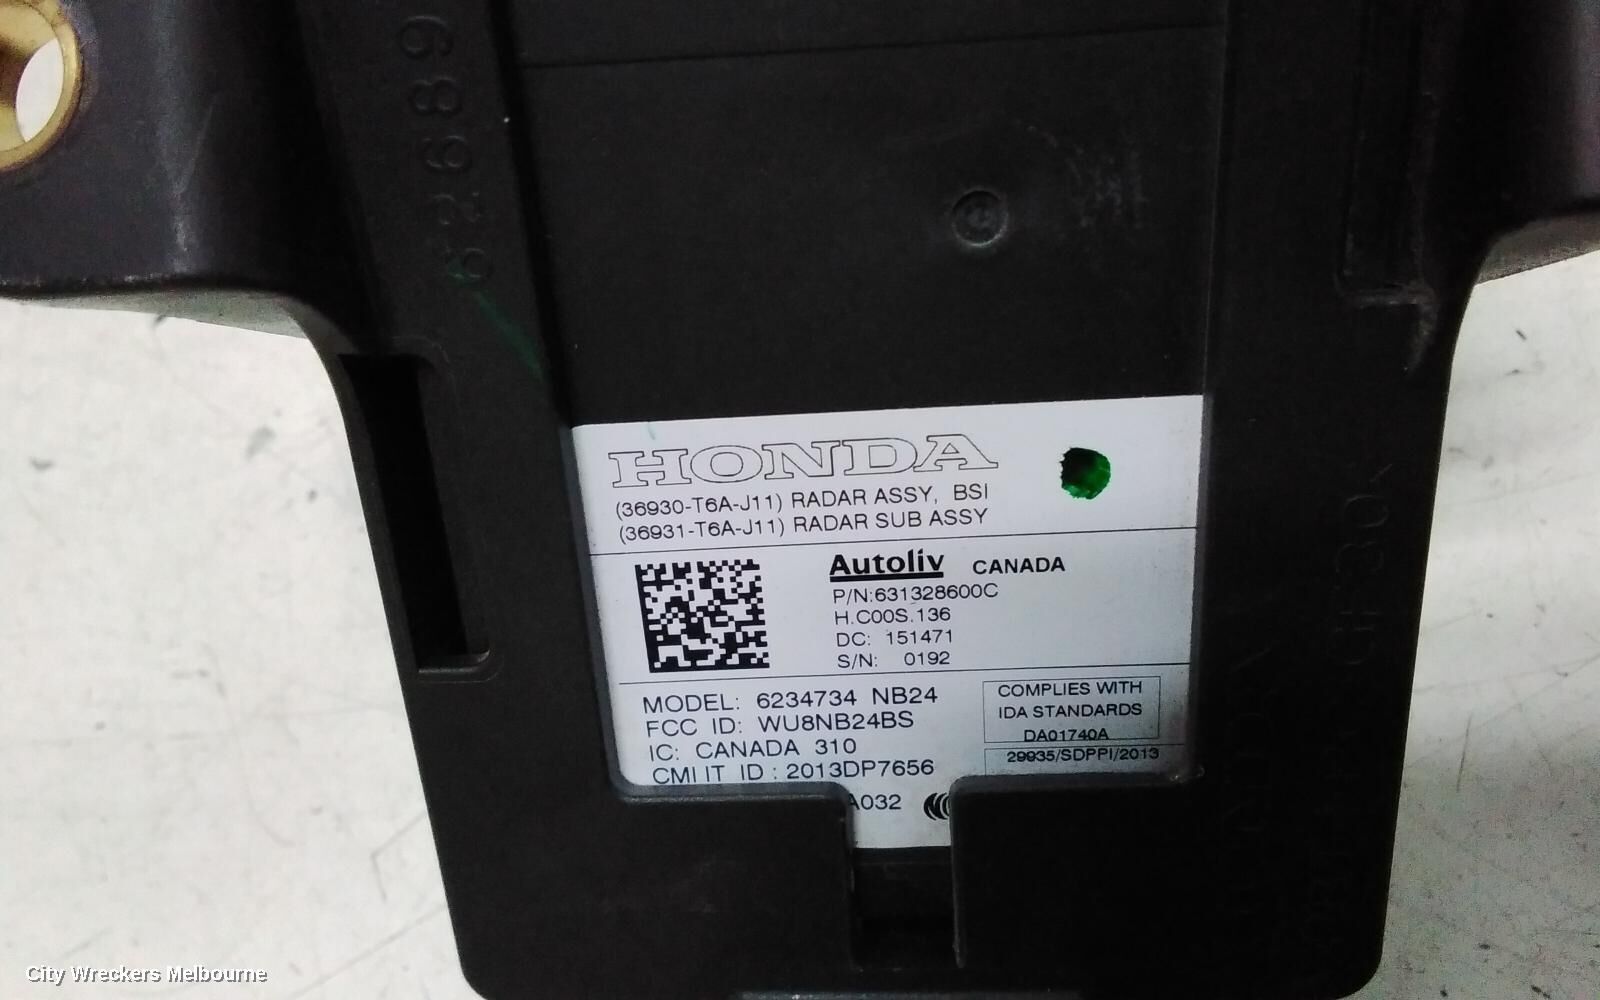 62689
HONDA
(36930-T6A-J11) RADAR ASSY, BSI
(36931-T6A-J11) RADAR SUB ASSY
Autoliv CANADA
P/N:631328600C
H.C00S.136
DC: 151471
S/N: 0192
MODEL: 6234734 NB24
FCC ID: WU8NB24BS
IC: CANADA 310
CMIIT ID : 2013DP7656
A032
COMPLIES WITH
IDA STANDARDS
DA01740A
29935/SDPPI/2013
City Wreckers Melbourne